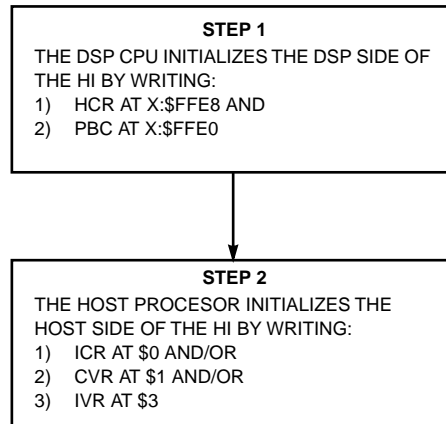 STEP 1
THE DSP CPU INITIALIZES THE DSP SIDE OF
THE HI BY WRITING:
1) HCR AT X:$FFE8 AND
2) PBC AT X:$FFE0
STEP 2
THE HOST PROCESOR INITIALIZES THE
HOST SIDE OF THE HI BY WRITING:
1) ICR AT $0 AND/OR
2) CVR AT $1 AND/OR
3) IVR AT $3